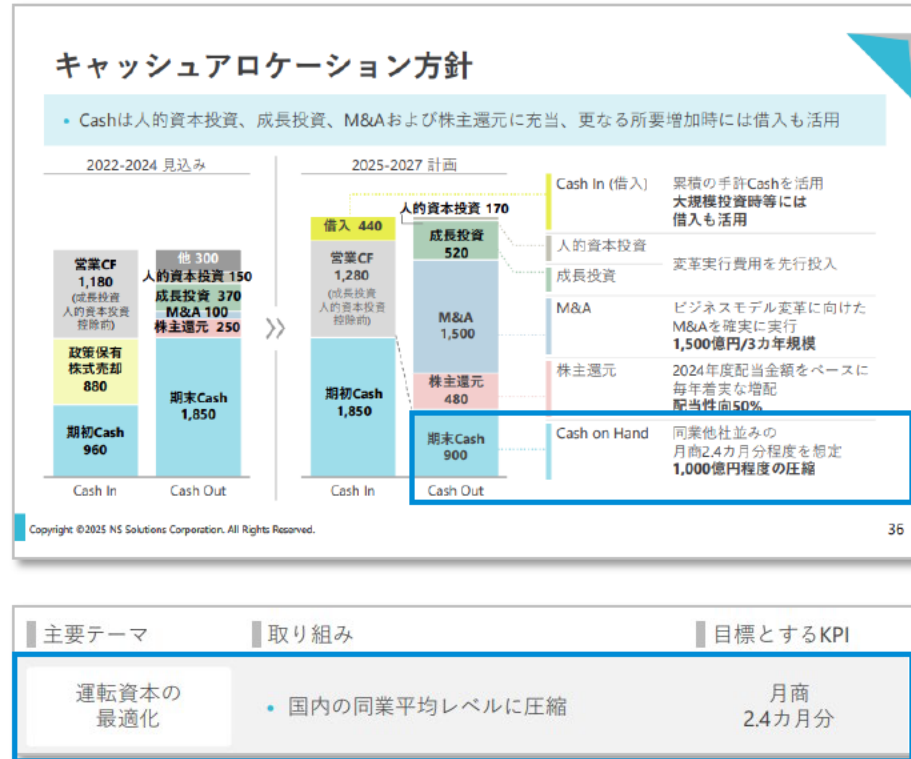 キャッシュアロケーション方針
• Cashは人的資本投資、成長投資、M&Aおよび株主還元に充当、更なる所要増加時には借入も活用
2022-2024 見込み
営業CF
1,180
(成長投資
人的資本投資
控除前)
政策保有
株式売却
880
期初Cash
960
Cash In
他 300
人的資本投資 150
成長投資 370
M&A 100
株主還元 250
期末Cash
1,850
Cash Out
2025-2027 計画
借入 440
営業CF
1,280
(成長投資
人的資本投資
控除前)
期初Cash
1,850
Cash In
人的資本投資 170
成長投資
520
M&A
1,500
株主還元
480
期末Cash
900
Cash Out
Cash In (借入)
累積の手許Cashを活用
大規模投資時等には
借入も活用
人的資本投資
成長投資
変革実行費用を先行投入
M&A
ビジネスモデル変革に向けた
M&Aを確実に実行
1,500億円/3カ年規模
株主還元
2024年度配当金額をベースに
毎年着実な増配
配当性向50%
Cash on Hand
同業他社並みの
月商2.4カ月分程度を想定
1,000億円程度の圧縮
Copyright ©2025 NS Solutions Corporation. All Rights Reserved.
36
主要テーマ
取り組み
目標とするKPI
運転資本の
最適化
• 国内の同業平均レベルに圧縮
月商
2.4カ月分